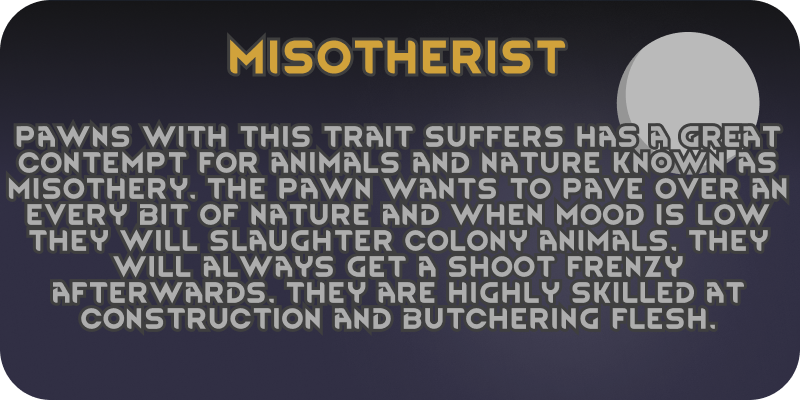 MISOTHERIST
PAWNS WITH THIS TRAIT SUFFERS HAS A GREAT
CONTEMPT FOR ANIMALS AND NATURE KNOWN AS
MISOTHERY. THE PAWN WANTS TO PAVE OVER AN
EVERY BIT OF NATURE AND WHEN MOOD IS LOW
THEY WILL SLAUGHTER COLONY ANIMALS. THEY
WILL ALWAYS GET A SHOOT FRENZY
AFTERWARDS. THEY ARE HIGHLY SKILLED AT
CONSTRUCTION AND BUTCHERING FLESH.